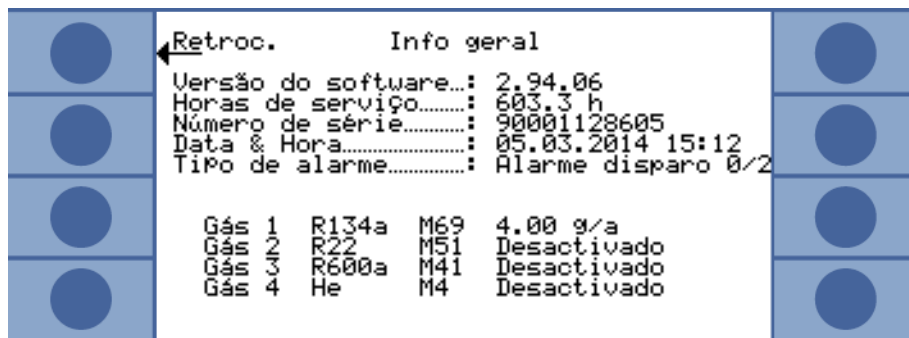 Retroc. Info geral
Versão do software…: 2.94.06
Horas de serviço………: 603.3 h
Número de série…………: 90001128605
Data & Hora……………………: 05.03.2014 15:12
Tipo de alarme……………: Alarme disparo 0/2
Gás 1 R134a M69 4.00 g/a
Gás 2 R22 M51 Desactivado
Gás 3 R600a M41 Desactivado
Gás 4 He M4 Desactivado